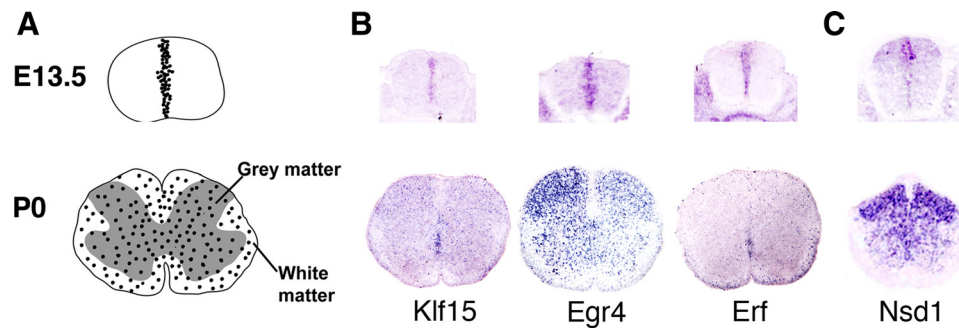 A
B
C
E13.5
P0
Grey matter
White
matter
Klf15
Egr4
Erf
Nsd1